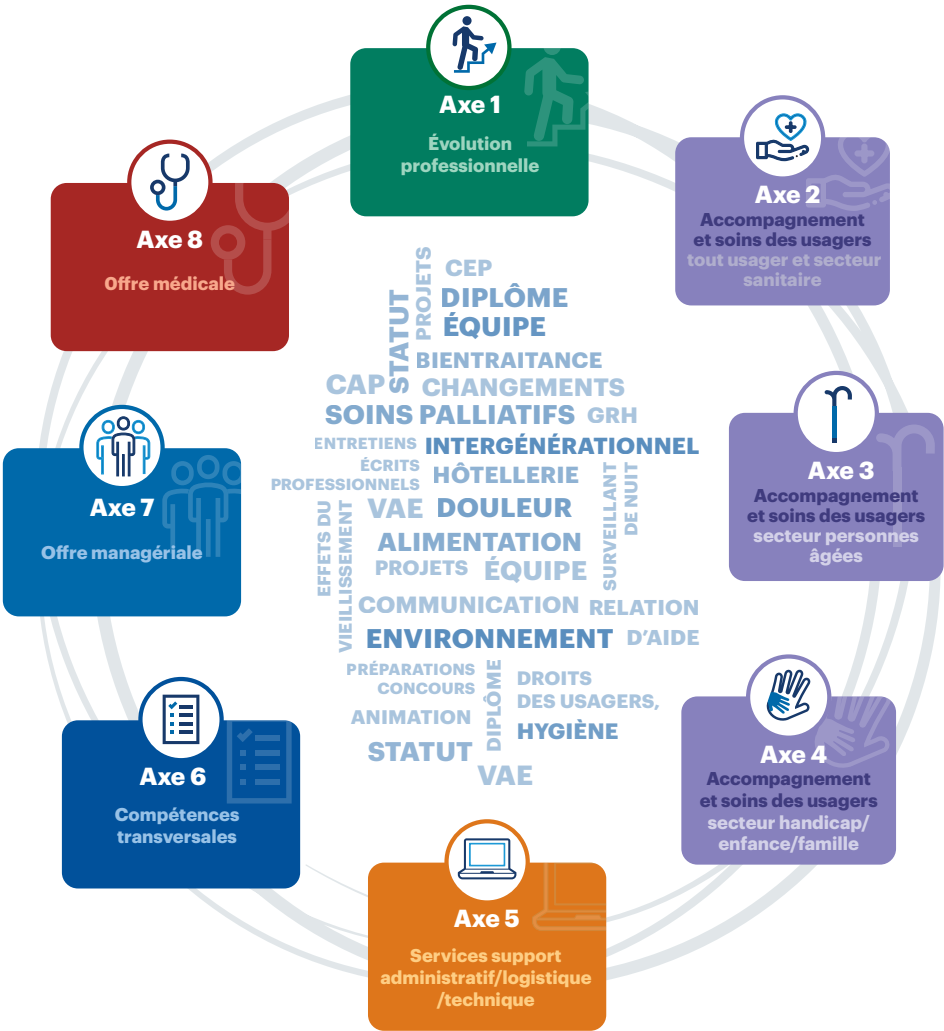 Axe 1
Évolution
professionnelle
Axe 2
Accompagnement
et soins des usagers
tout usager et secteur
sanitaire
Axe 3
Accompagnement
et soins des usagers
secteur personnes
âgées
Axe 4
Accompagnement
et soins des usagers
secteur handicap/
enfance/famille
Axe 5
Services support
administratif/logistique
/technique
Axe 6
Compétences
transversales
Axe 7
Offre managériale
Axe 8
Offre médicale
PROJETS
CEP
STATUT
DIPLÔME
ÉQUIPE
BIENTRAITANCE
CAP
CHANGEMENTS
SOINS PALLIATIFS
GRH
ENTRETIENS
INTERGÉNÉRATIONNEL
ÉCRITS
PROFESSIONNELS
HÔTELLERIE
SURVEILLANT
DE NUIT
EFFETS DU
VIEILLISSEMENT
VAE
DOULEUR
ALIMENTATION
PROJETS
ÉQUIPE
COMMUNICATION
RELATION
D'AIDE
ENVIRONNEMENT
PRÉPARATIONS
CONCOURS
DIPLÔME
DROITS
DES USAGERS,
ANIMATION
HYGIÈNE
STATUT
VAE